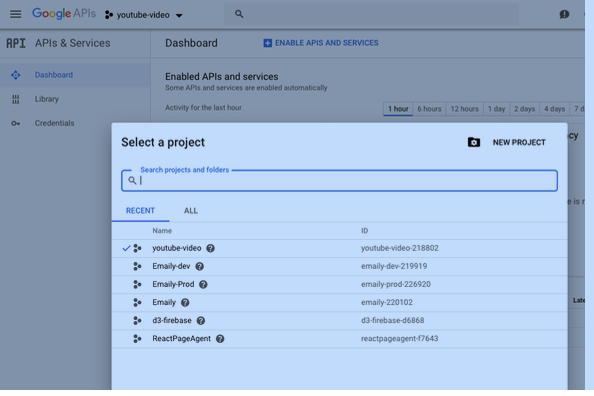 Google APIs youtube-video
API APIs & Services Dashboard ENABLE APIS AND SERVICES
Dashboard
Library
Credentials
Enabled APIs and services
Some APIs and services are enabled automatically
Activity for the last hour
1 hour 6 hours 12 hours 1 day 2 days 4 days 7 d
Select a project NEW PROJECT
Search projects and folders
RECENT ALL
Name ID
youtube-video youtube-video-218802
Emaily-dev emaily-dev-219919
Emaily-Prod emaily-prod-226920
Emaily emaily-220102
d3-firebase d3-firebase-d6868
ReactPageAgent reactpageagent-f7643
cy
e is r
Late